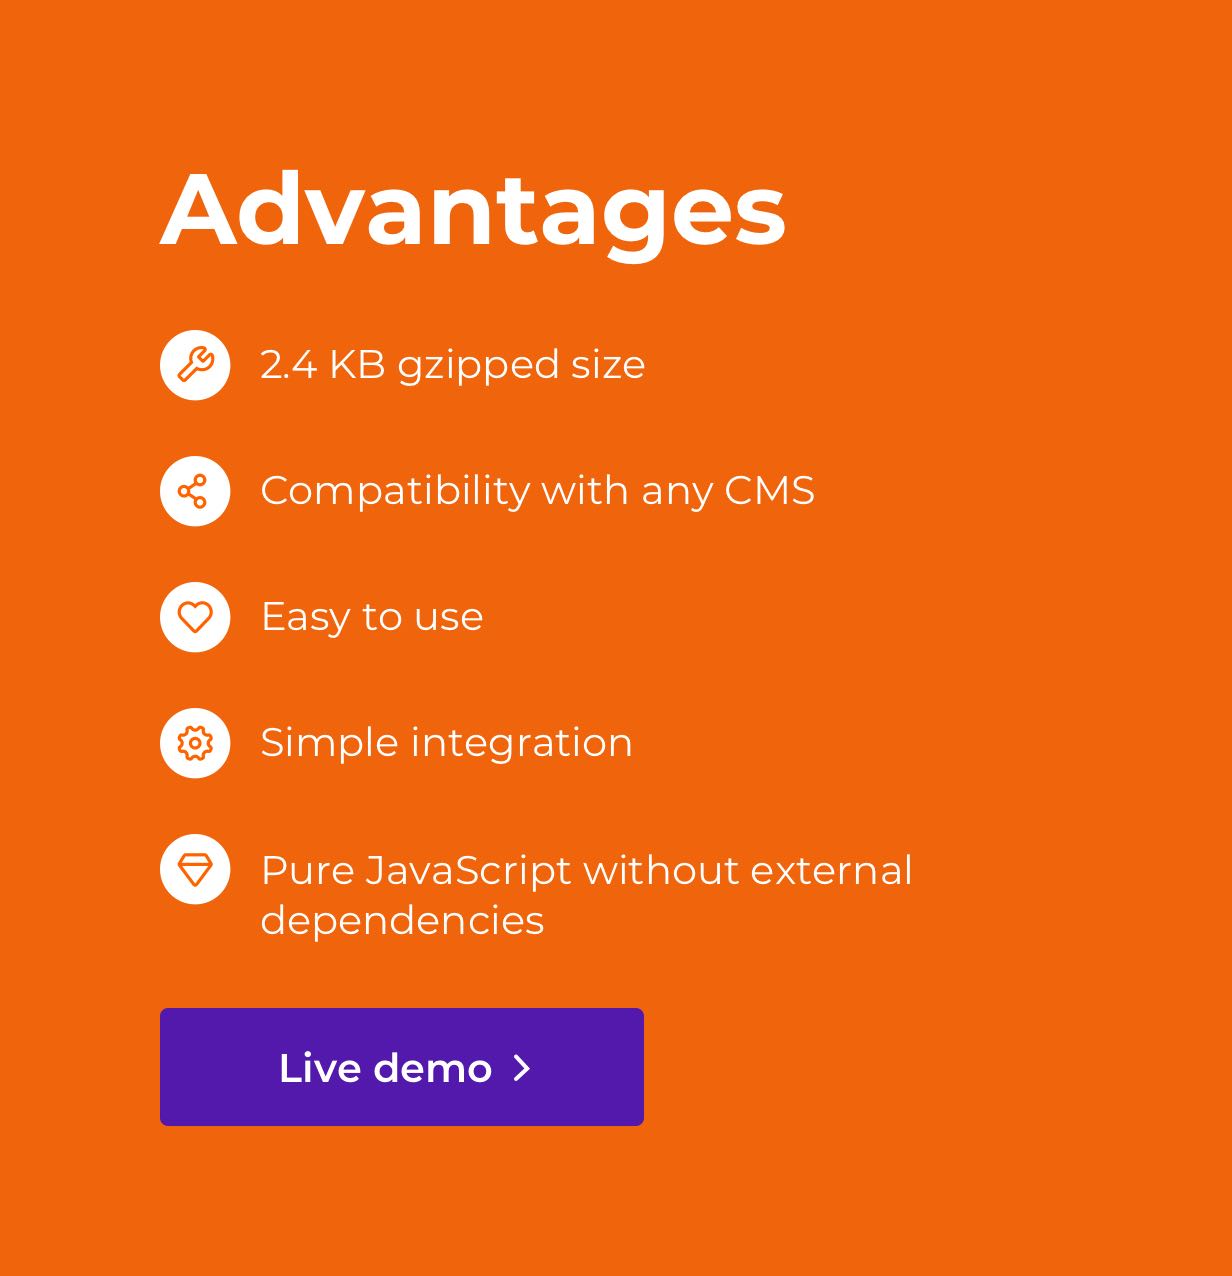 Advantages
2.4 KB gzipped size
Compatibility with any CMS
Easy to use
Simple integration
Pure JavaScript without external
dependencies
Live demo